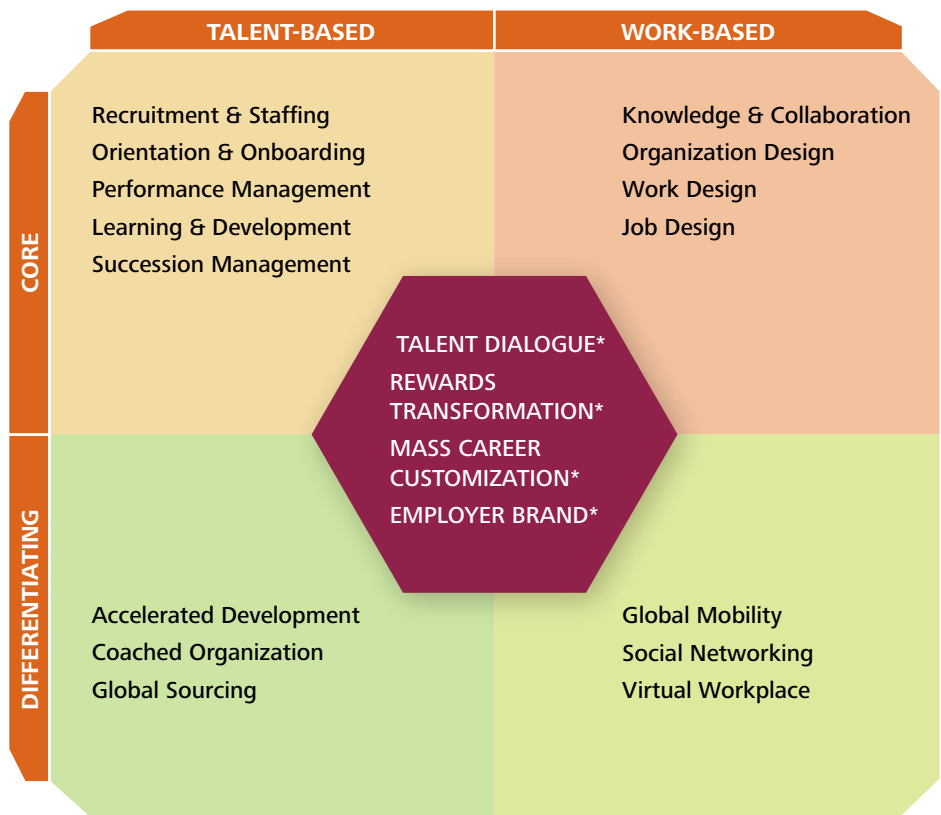 TALENT-BASED
WORK-BASED
CORE
Recruitment & Staffing
Orientation & Onboarding
Performance Management
Learning & Development
Succession Management
Knowledge & Collaboration
Organization Design
Work Design
Job Design
TALENT DIALOGUE*
REWARDS
TRANSFORMATION*
MASS CAREER
CUSTOMIZATION*
EMPLOYER BRAND*
DIFFERENTIATING
Accelerated Development
Coached Organization
Global Sourcing
Global Mobility
Social Networking
Virtual Workplace